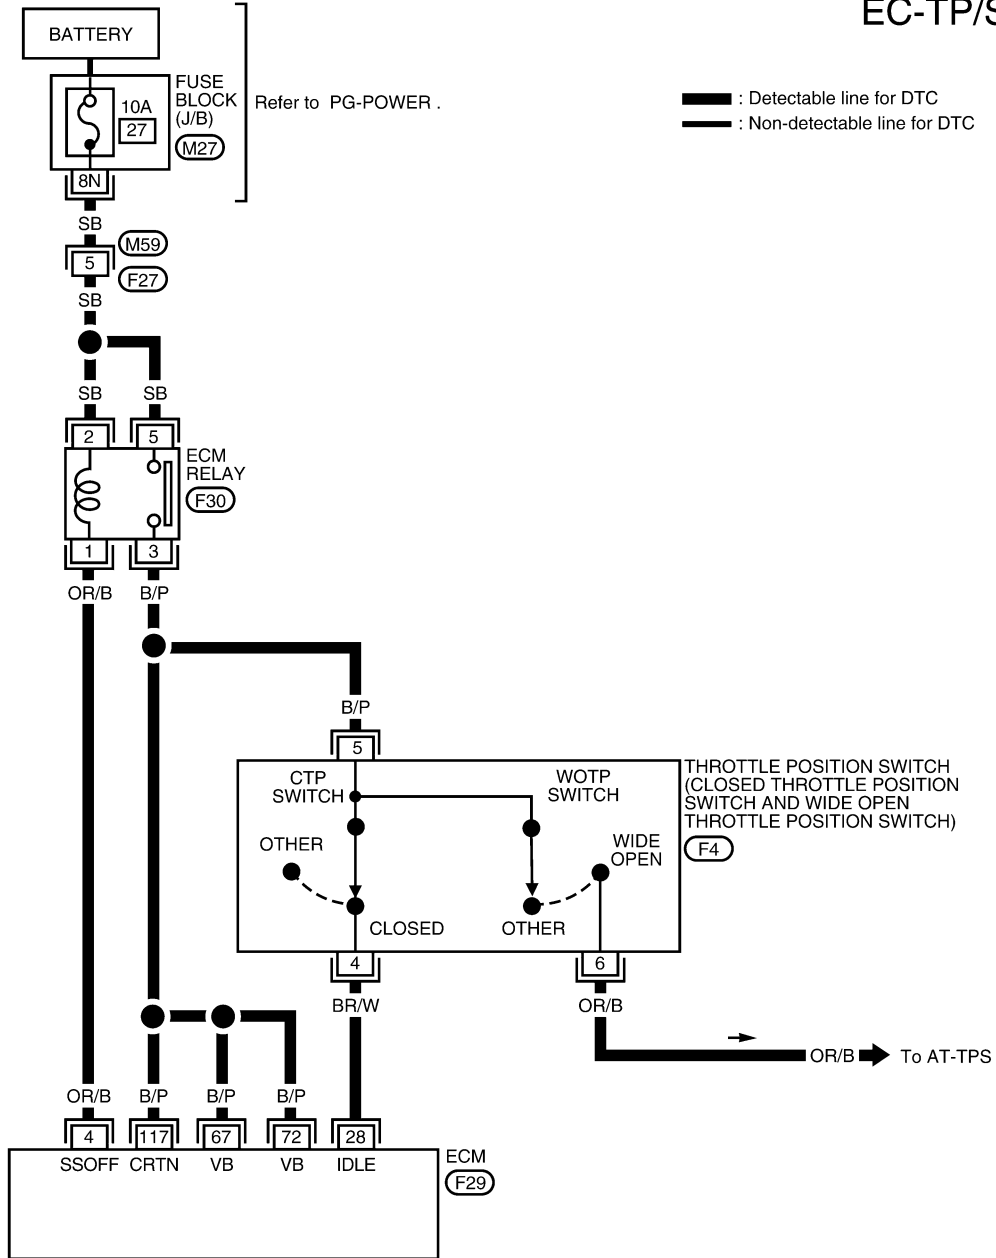 EC-TP/S
BATTERY
FUSE
BLOCK
(J/B)
M27
10A
27
Refer to PG-POWER .
: Detectable line for DTC
: Non-detectable line for DTC
8N
SB
M59
5
F27
SB
SB
SB
2
5
ECM
RELAY
F30
1
3
OR/B
B/P
B/P
5
CTP
SWITCH
WOTP
SWITCH
THROTTLE POSITION SWITCH
(CLOSED THROTTLE POSITION
SWITCH AND WIDE OPEN
THROTTLE POSITION SWITCH)
F4
OTHER
WIDE
OPEN
CLOSED
OTHER
4
6
BR/W
OR/B
OR/B
To AT-TPS
OR/B
B/P
B/P
B/P
4
117
67
72
28
SSOFF
CRTN
VB
VB
IDLE
ECM
F29